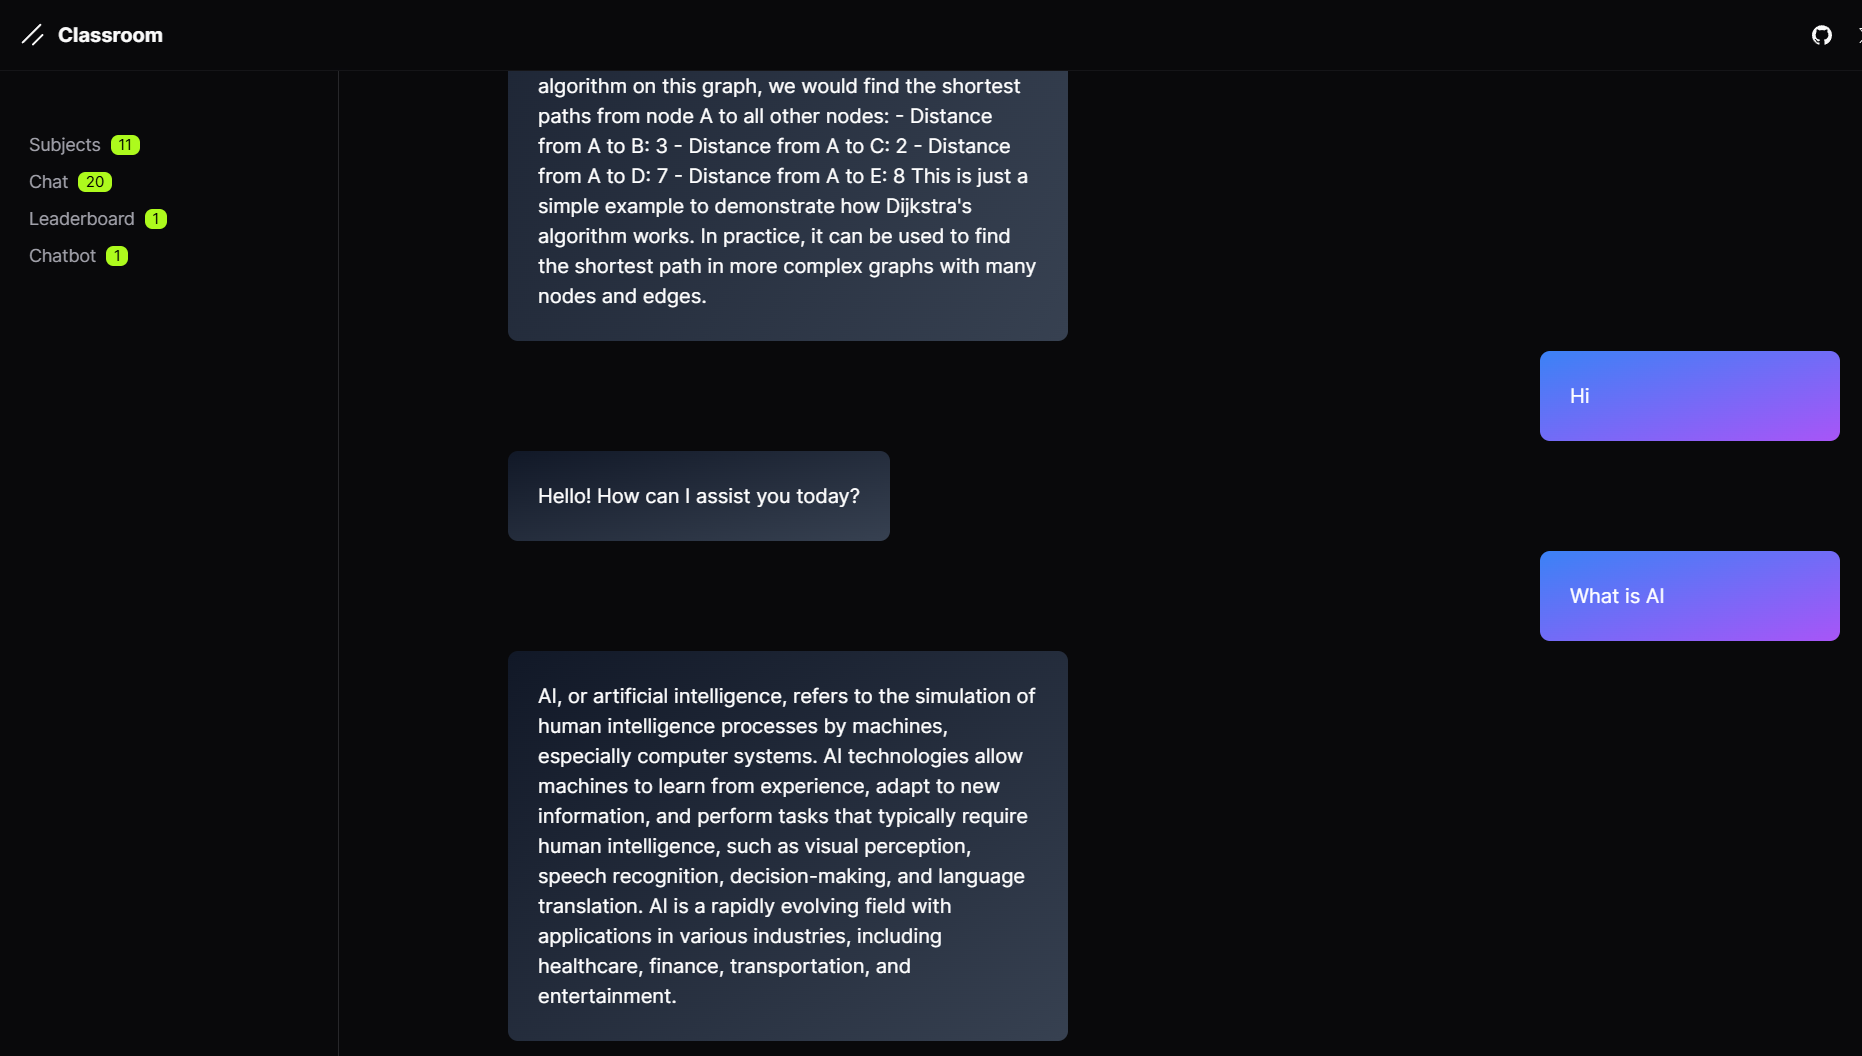 Classroom
Subjects 11
Chat 20
Leaderboard 1
Chatbot 1
algorithm on this graph, we would find the shortest
paths from node A to all other nodes: - Distance
from A to B: 3 - Distance from A to C: 2 - Distance
from A to D: 7 - Distance from A to E: 8 This is just a
simple example to demonstrate how Dijkstra's
algorithm works. In practice, it can be used to find
the shortest path in more complex graphs with many
nodes and edges.
Hi
Hello! How can I assist you today?
What is AI
AI, or artificial intelligence, refers to the simulation of
human intelligence processes by machines,
especially computer systems. AI technologies allow
machines to learn from experience, adapt to new
information, and perform tasks that typically require
human intelligence, such as visual perception,
speech recognition, decision-making, and language
translation. AI is a rapidly evolving field with
applications in various industries, including
healthcare, finance, transportation, and
entertainment.